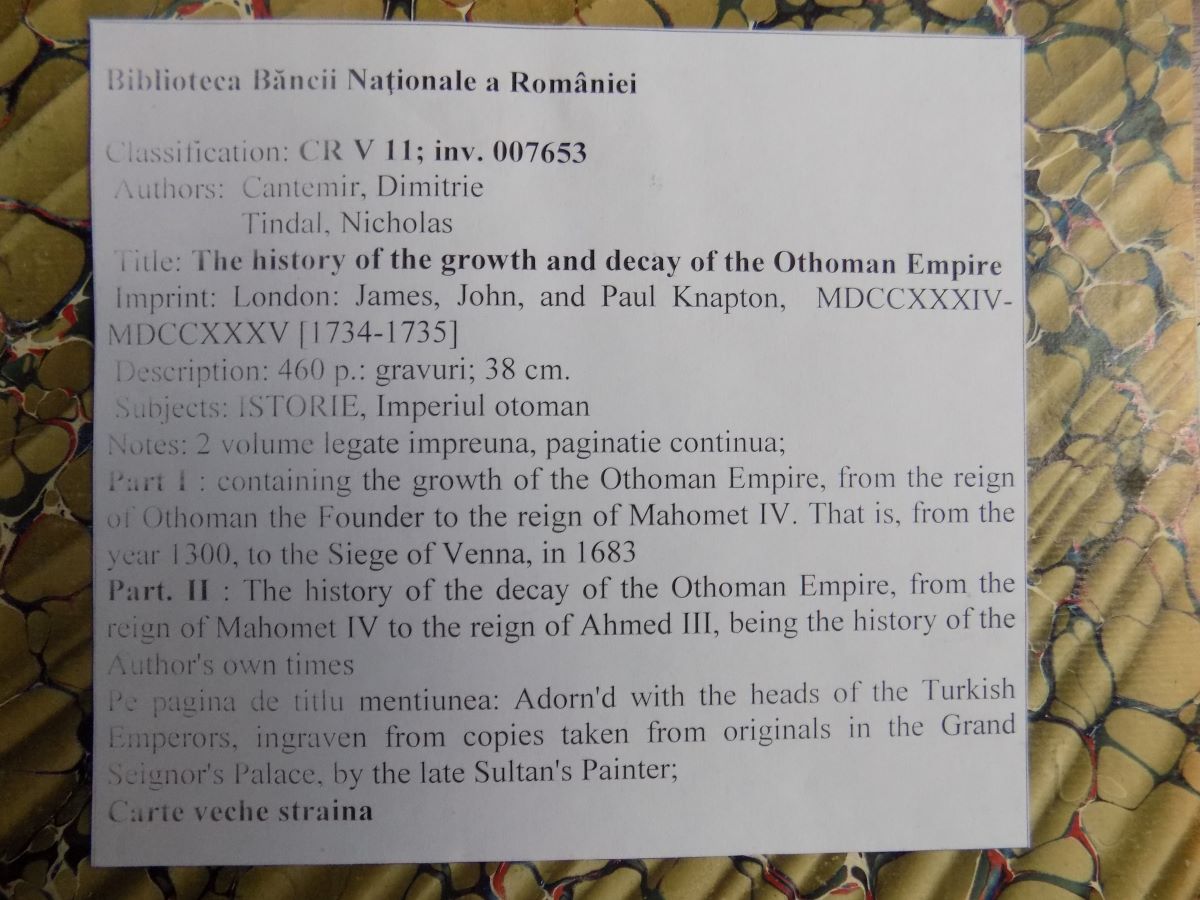 Biblioteca Băncii Naţionale a României
Classification: CR V 11; inv. 007653
Authors: Cantemir, Dimitrie
Tindal, Nicholas
Title: The history of the growth and decay of the Othoman Empire
Imprint: London: James, John, and Paul Knapton, MDCCXXXIV-
MDCCXXXV [1734-1735]
Description: 460 p.: gravuri; 38 cm.
Subjects: ISTORIE, Imperiul otoman
Notes: 2 volume legate impreuna, paginatie continua;
Part I : containing the growth of the Othoman Empire, from the reign
of Othoman the Founder to the reign of Mahomet IV. That is, from the
year 1300, to the Siege of Venna, in 1683
Part. II : The history of the decay of the Othoman Empire, from the
reign of Mahomet IV to the reign of Ahmed III, being the history of the
Author's own times
Pe pagina de titlu mentiunea: Adorn'd with the heads of the Turkish
Emperors, ingraven from copies taken from originals in the Grand
Seignor's Palace, by the late Sultan's Painter;
Carte veche straina